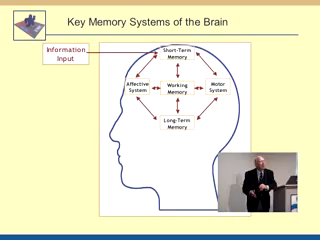 Key Memory Systems of the Brain
Information
Input
Short-Term
Memory
Affective
System
Working
Memory
Motor
System
Long-Term
Memory